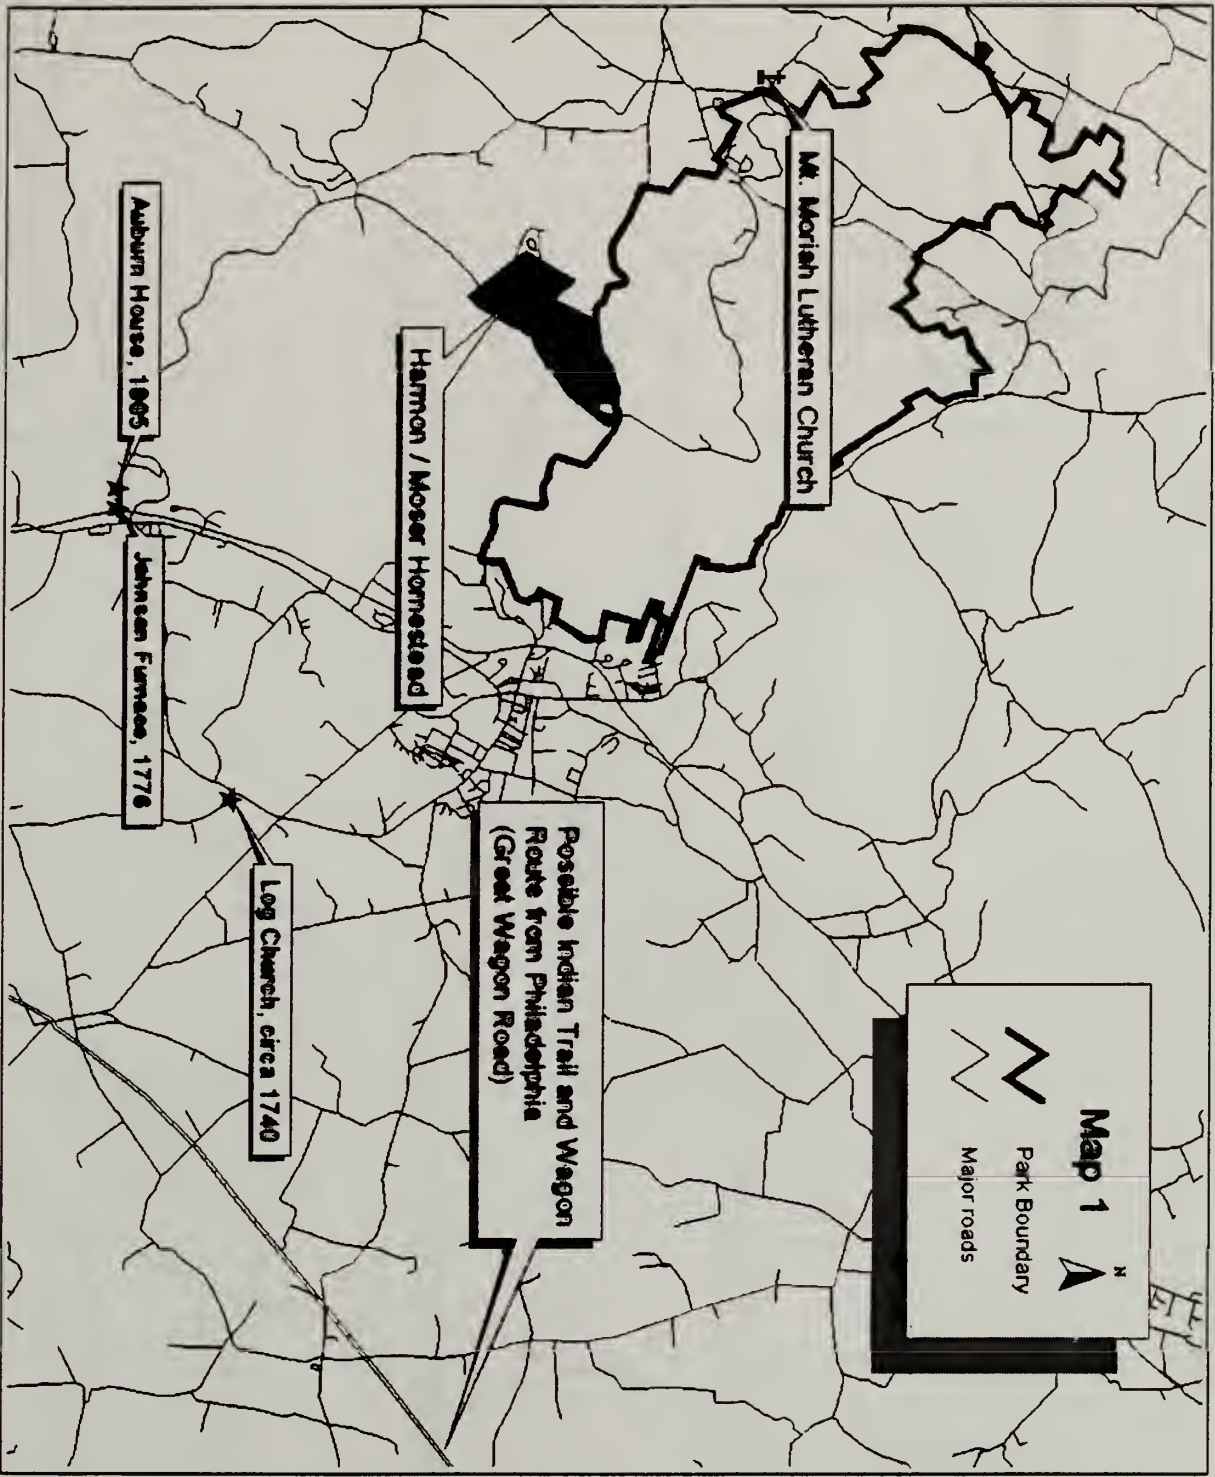 Map 1
N
Park Boundary
Major roads
Mt. Moriah Lutheran Church
Possible Indian Trail and Wagon
Route from Philadelphia
(Great Wagon Road)
Harmon / Moser Homestead
Log Church, circa 1740
Auburn House, 1805
Johnson Furnace, 1776